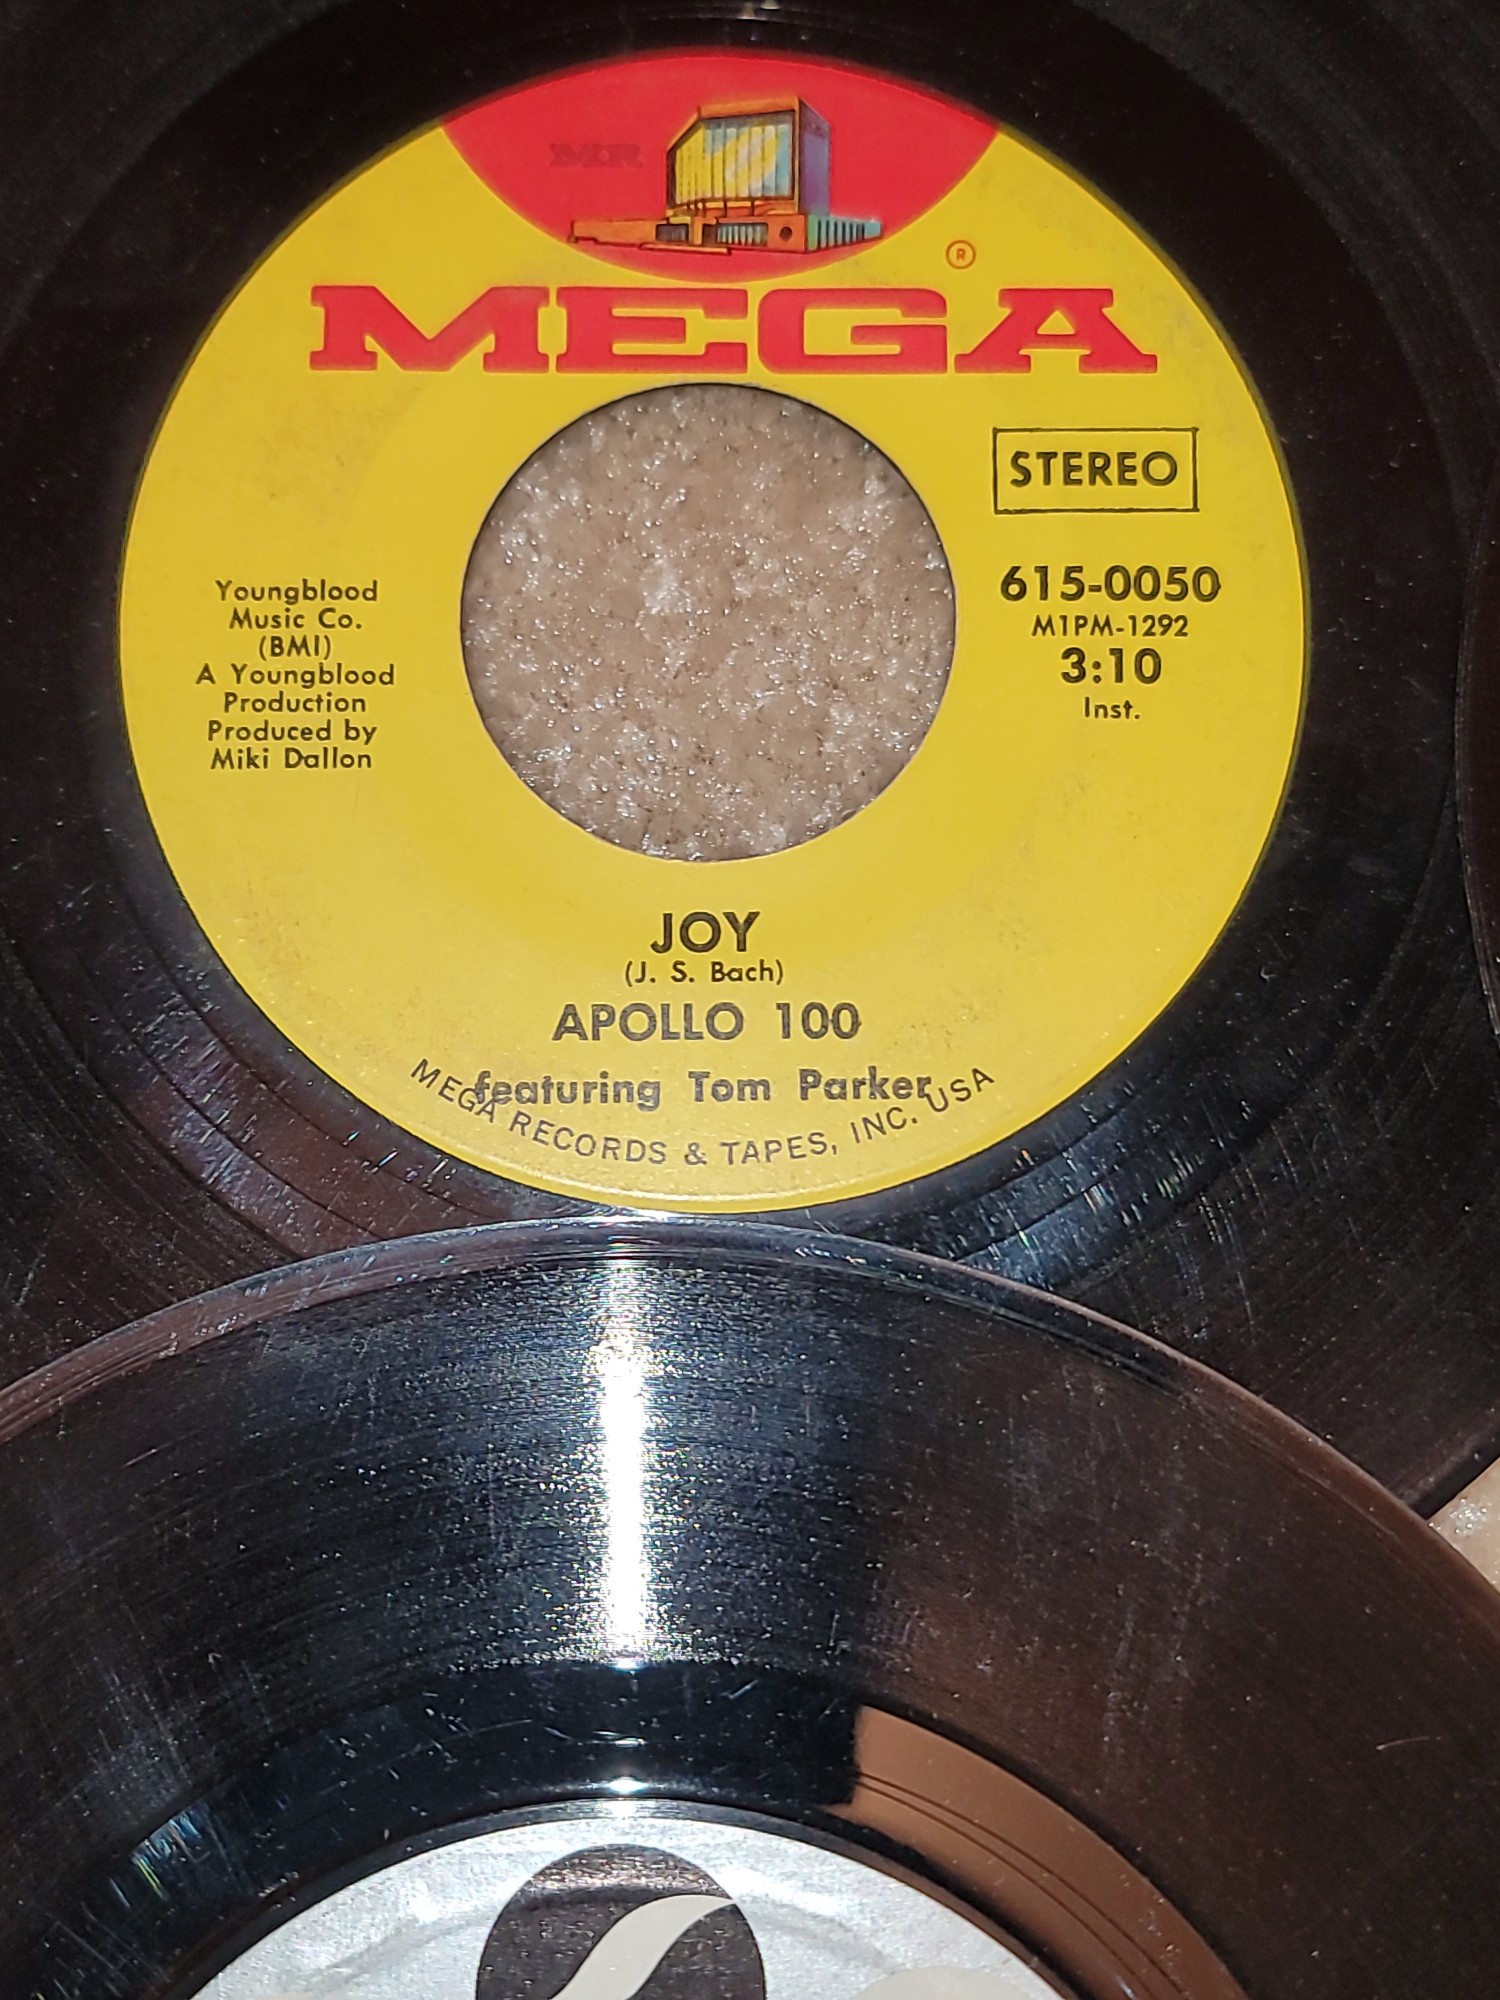 MR
MEGA
®
STEREO
Youngblood
Music Co.
(BMI)
A Youngblood
Production
Produced by
Miki Dallon
615-0050
M1PM-1292
3:10
Inst.
JOY
(J. S. Bach)
APOLLO 100
featuring Tom Parker
MEGA RECORDS & TAPES, INC. USA